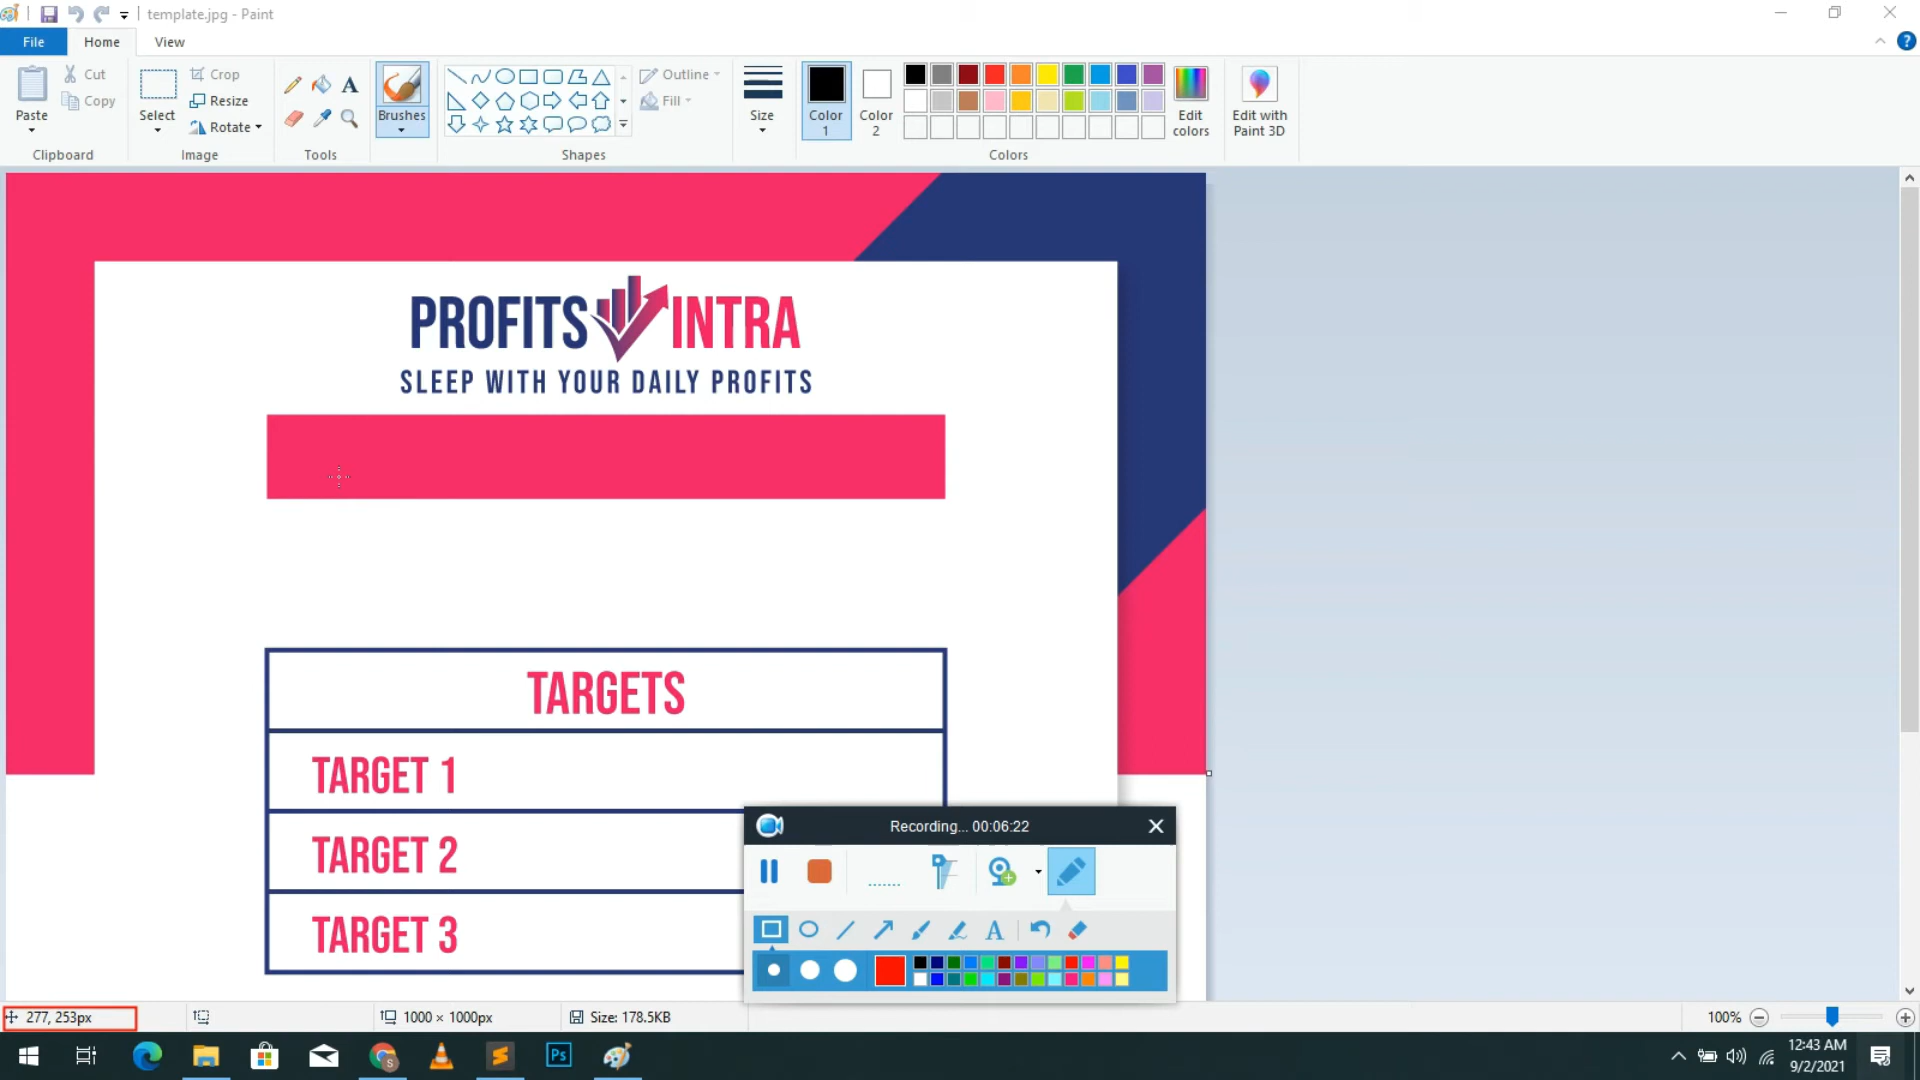 template.jpg - Paint
File Home View
Paste
Cut
Copy
Clipboard
Select
Crop
Resize
Rotate
Image
A
Tools
Brushes
Outline
Fill
Shapes
Size
Color 1
Color 2
Edit colors
Edit with Paint 3D
Colors
PROFITS INTRA
SLEEP WITH YOUR DAILY PROFITS
TARGETS
TARGET 1
TARGET 2
TARGET 3
Recording... 00:06:22
A
277, 253px
1000 × 1000px
Size: 178.5KB
100%
S
Ps
12:43 AM
9/2/2021